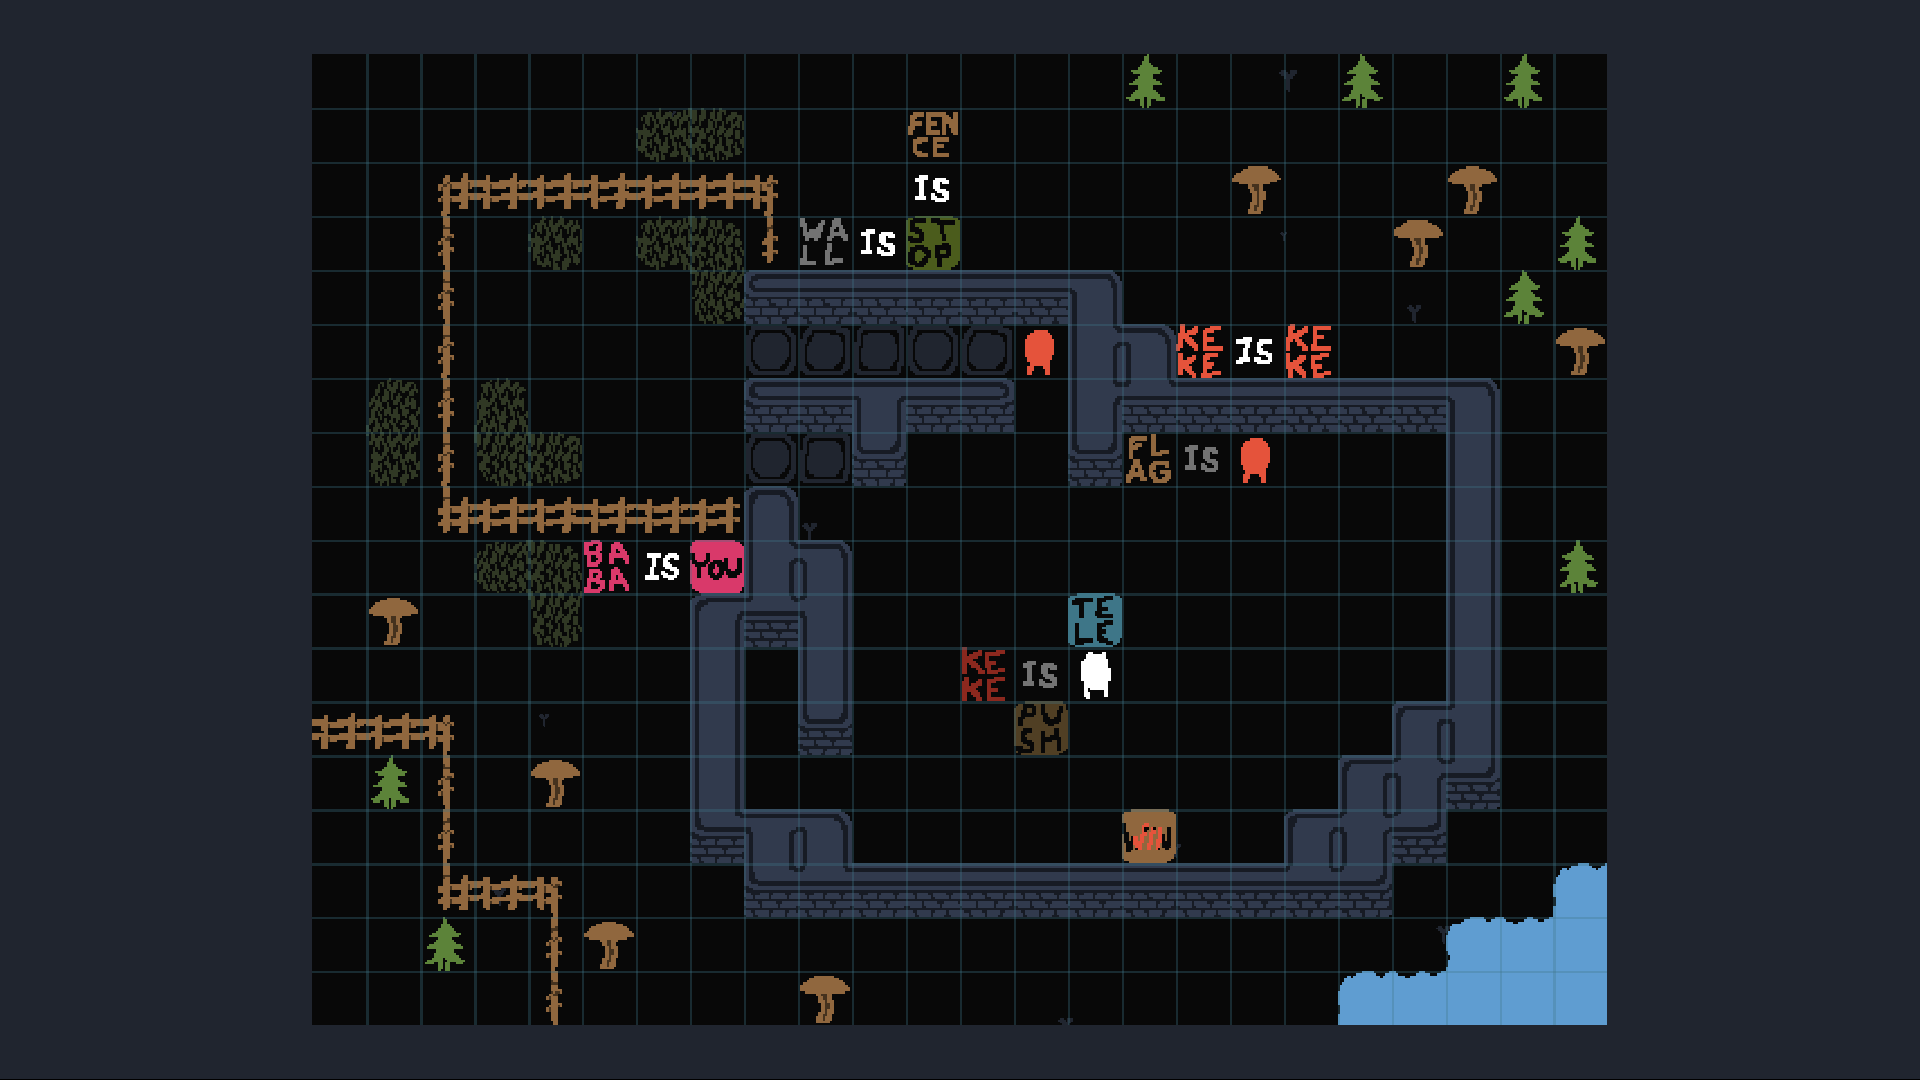 FENCE
IS
WALL IS STOP
KEKE IS KEKE
FLAG IS
BABA IS YOU
TELE
KEKE IS
PUSH
WIN